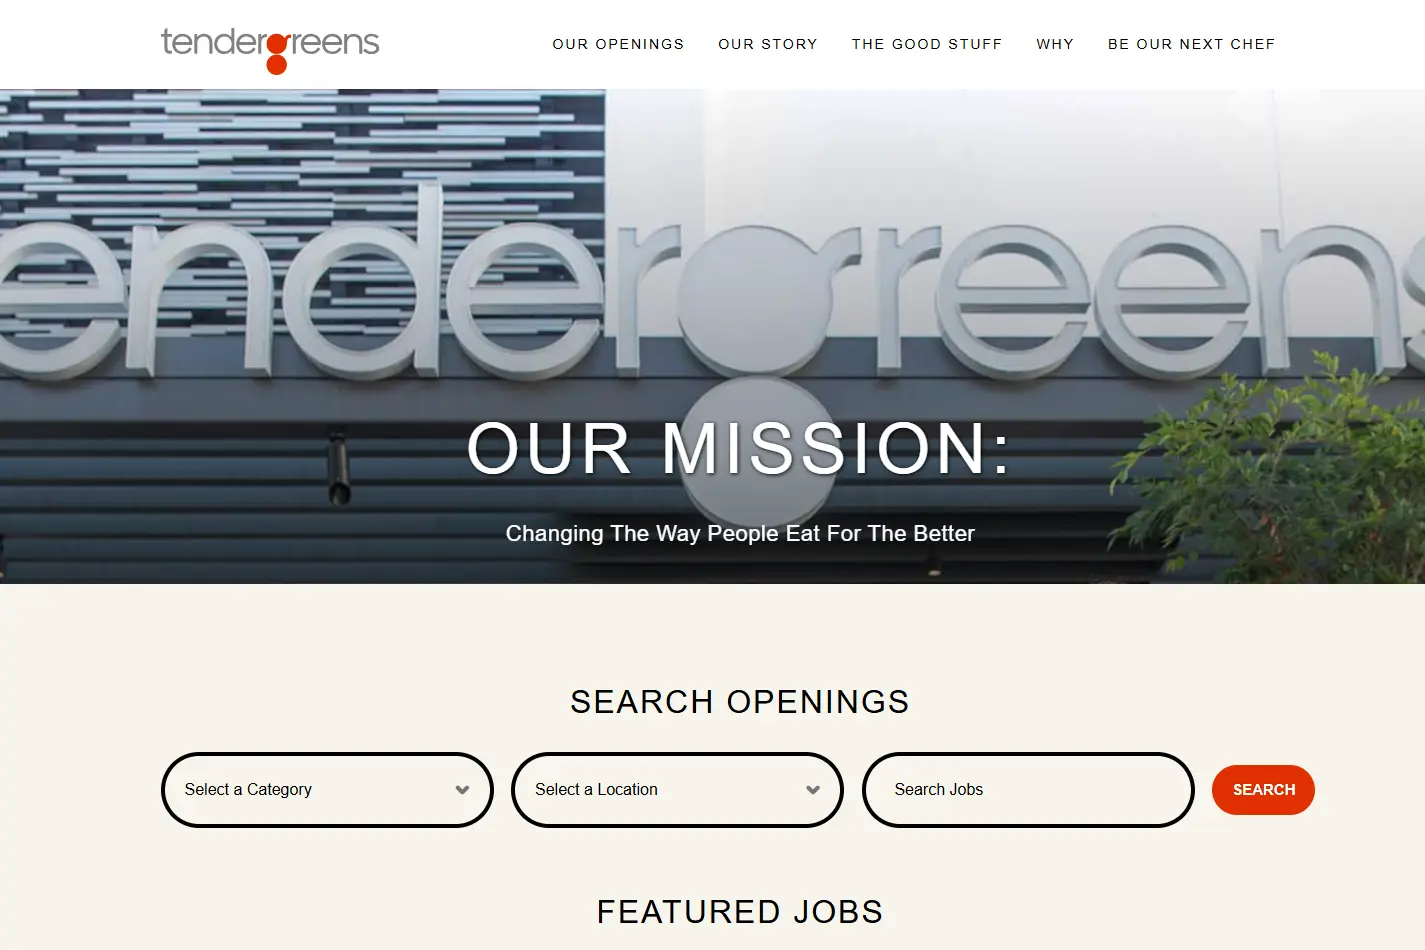 tendergreens
OUR OPENINGS
OUR STORY
THE GOOD STUFF
WHY
BE OUR NEXT CHEF
endergreens
OUR MISSION:
Changing The Way People Eat For The Better
SEARCH OPENINGS
Select a Category
Select a Location
Search Jobs
SEARCH
FEATURED JOBS